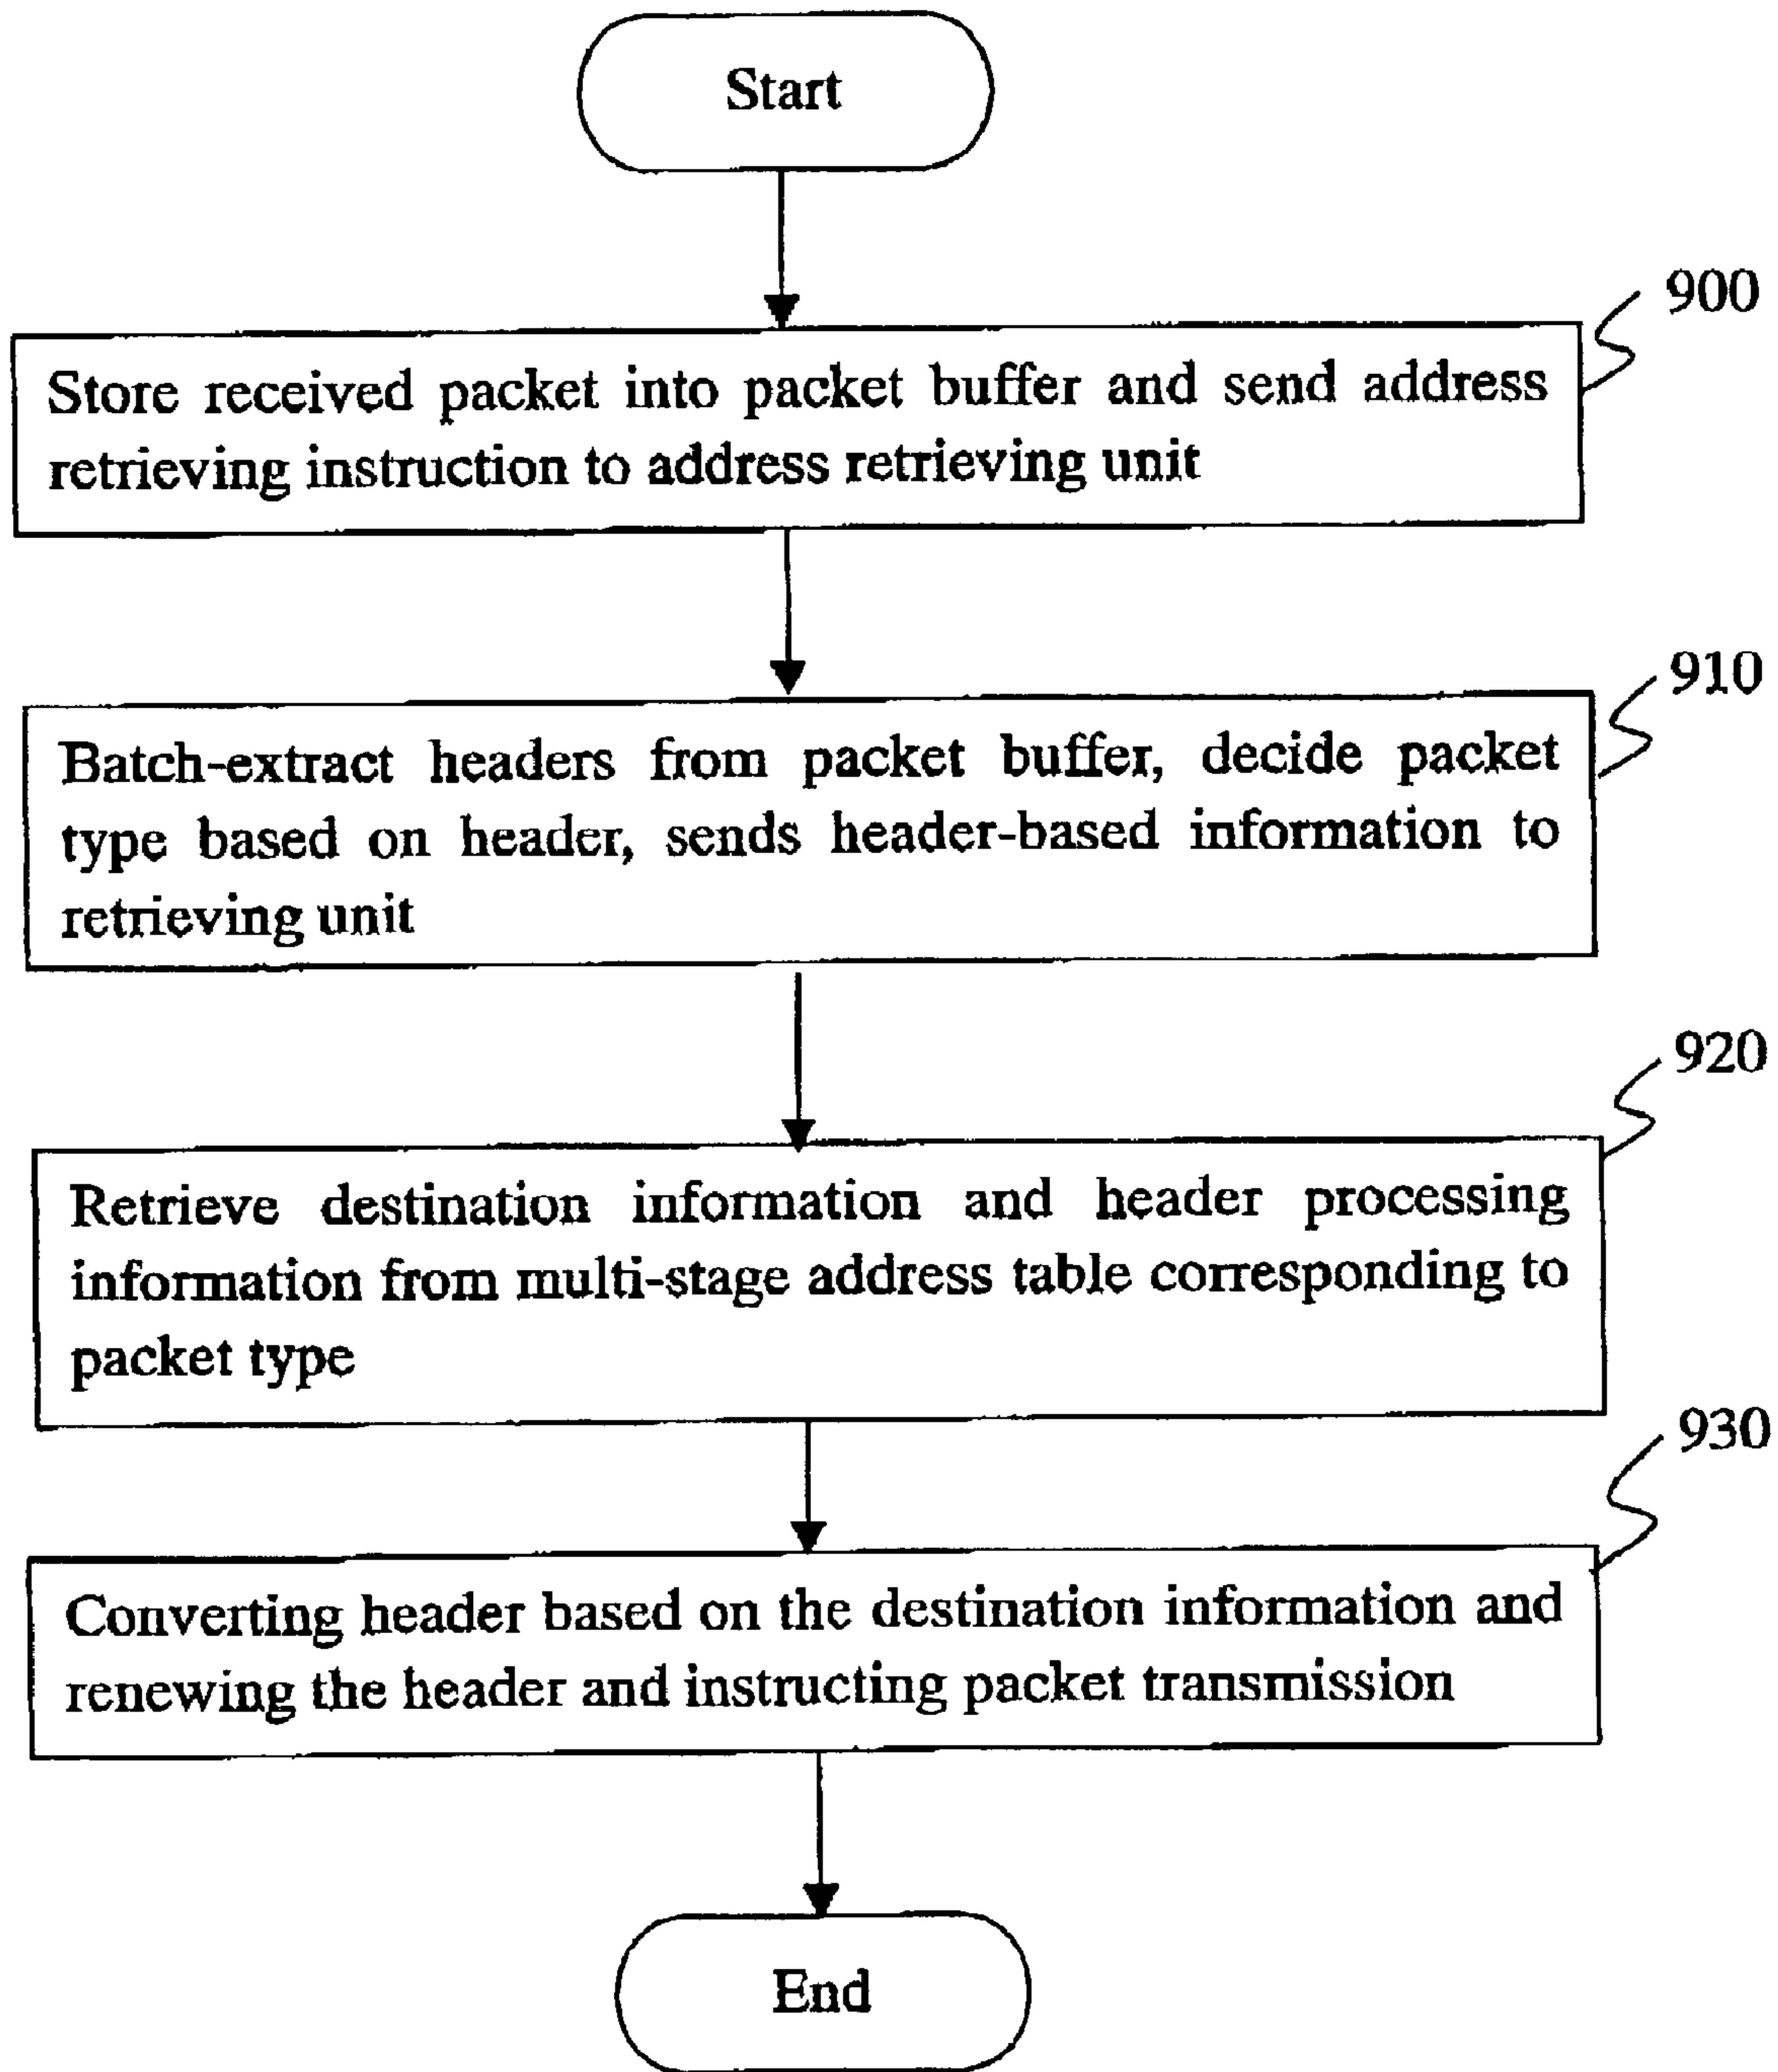 Start
900
Store received packet into packet buffer and send address
retrieving instruction to address retrieving unit
910
Batch-extract headers from packet buffer, decide packet
type based on header, sends header-based information to
retrieving unit
920
Retrieve destination information and header processing
information from multi-stage address table corresponding to
packet type
930
Converting header based on the destination information and
renewing the header and instructing packet transmission
End